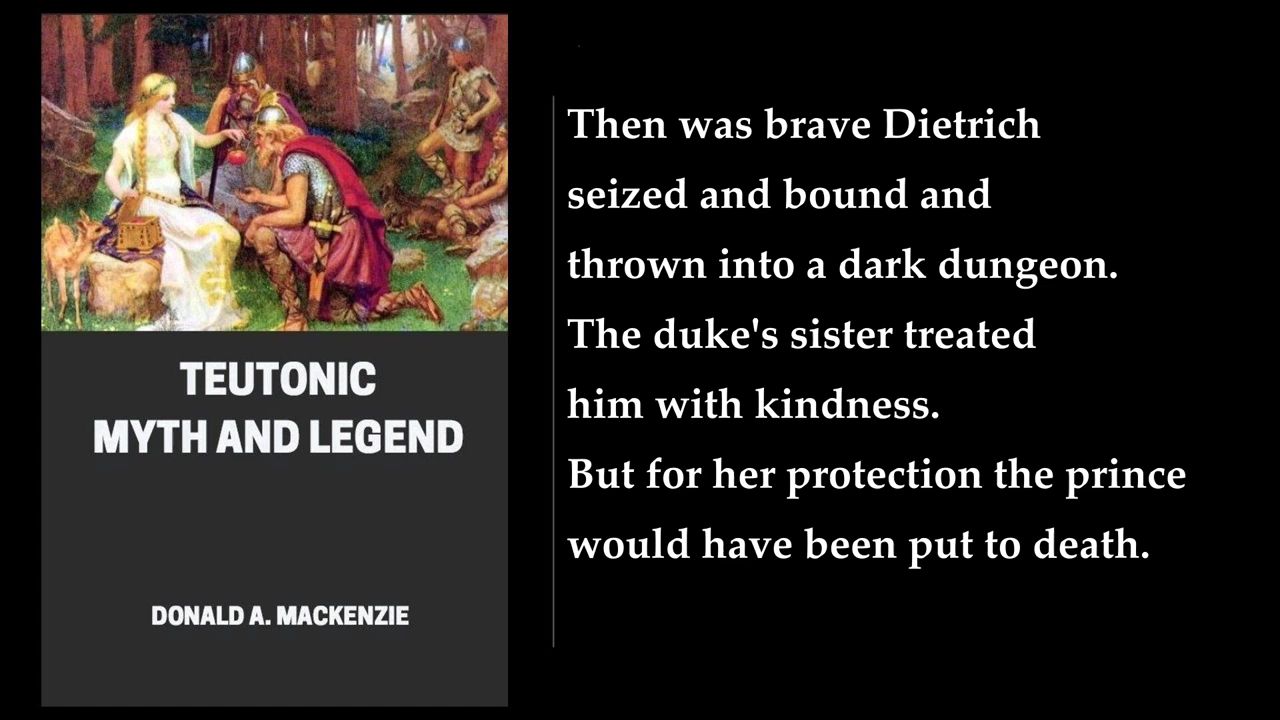 TEUTONIC
MYTH AND LEGEND
DONALD A. MACKENZIE
Then was brave Dietrich
seized and bound and
thrown into a dark dungeon.
The duke's sister treated
him with kindness.
But for her protection the prince
would have been put to death.